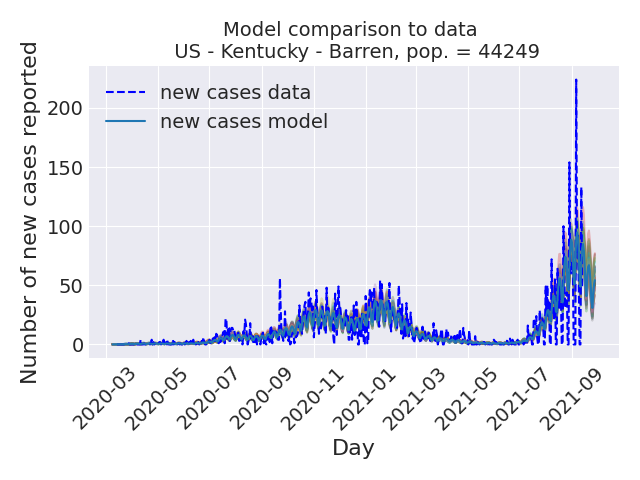 Model comparison to data
US - Kentucky - Barren, pop. = 44249
Number of new cases reported
new cases data
new cases model
200
150
100
50
0
2020-03
2020-05
2020-07
2020-09
2020-11
2021-01
2021-03
2021-05
2021-07
2021-09
Day